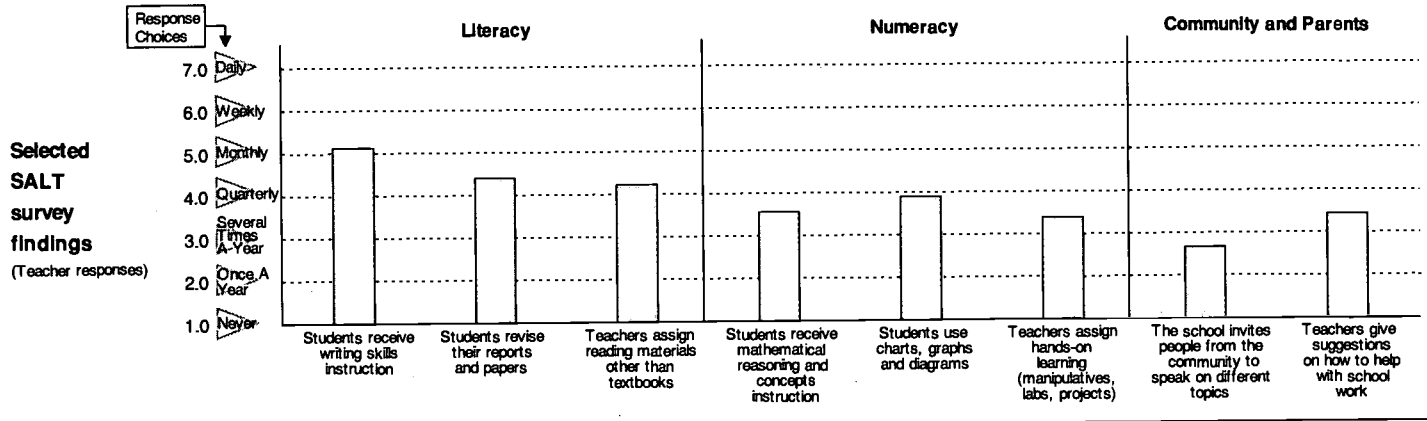 Response
Choices
Literacy
Numeracy
Community and Parents
7.0 Daily
6.0 Weekly
5.0 Monthly
4.0 Quarterly
Several
Times
3.0 A-Year
2.0 Once A
Year
1.0 Never
Selected
SALT
survey
findings
(Teacher responses)
Students receive
writing skills
instruction
Students revise
their reports
and papers
Teachers assign
reading materials
other than
textbooks
Students receive
mathematical
reasoning and
concepts
instruction
Students use
charts, graphs
and diagrams
Teachers assign
hands-on
learning
(manipulatives,
labs, projects)
The school invites
people from the
community to
speak on different
topics
Teachers give
suggestions
on how to help
with school
work